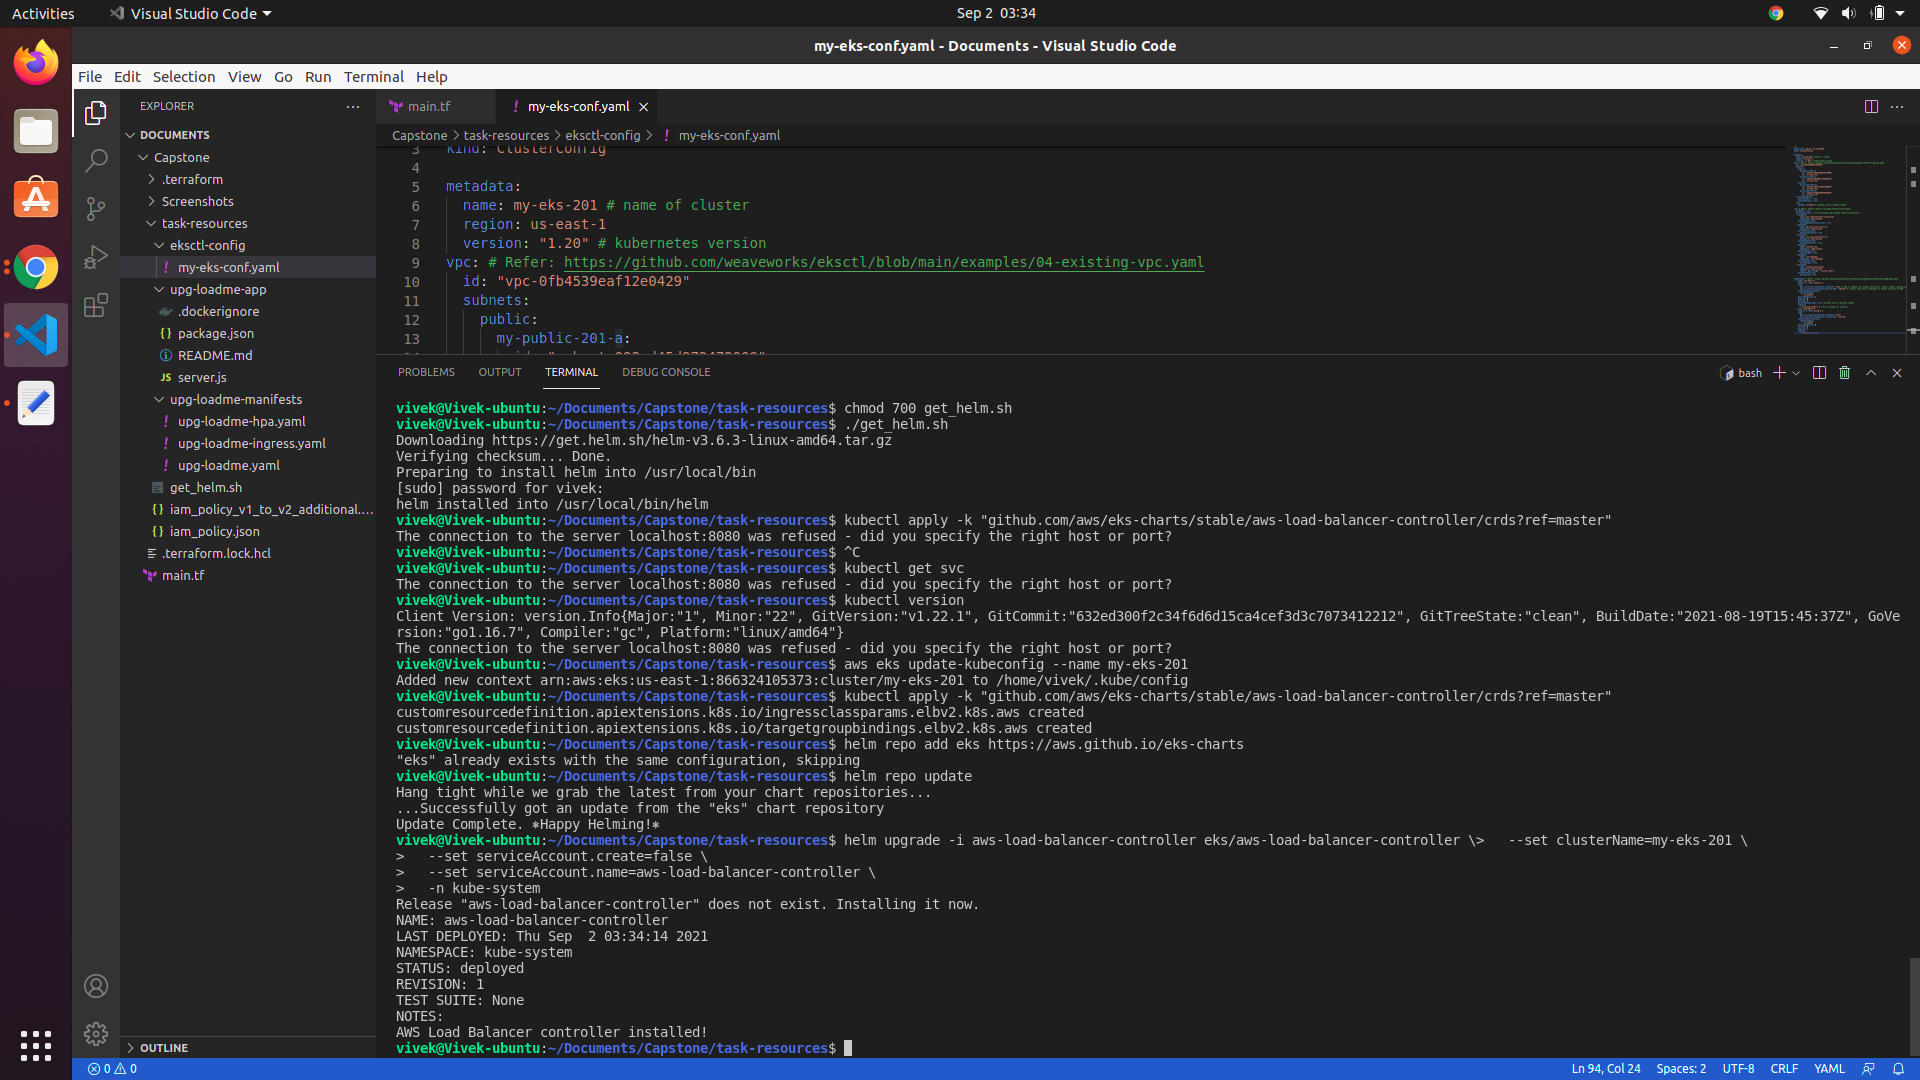 Activities
Visual Studio Code
Sep 2 03:34
my-eks-conf.yaml - Documents - Visual Studio Code
File Edit Selection View Go Run Terminal Help
EXPLORER
DOCUMENTS
Capstone
.terraform
Screenshots
task-resources
eksctl-config
my-eks-conf.yaml
upg-loadme-app
.dockerignore
package.json
README.md
JS server.js
upg-loadme-manifests
upg-loadme-hpa.yaml
upg-loadme-ingress.yaml
upg-loadme.yaml
get_helm.sh
iam_policy_v1_to_v2_additional....
iam_policy.json
.terraform.lock.hcl
main.tf
OUTLINE
main.tf
! my-eks-conf.yaml
Capstone > task-resources > eksctl-config > ! my-eks-conf.yaml
3 kind: ClusterConfig
4
5 metadata:
6 name: my-eks-201 # name of cluster
7 region: us-east-1
8 version: "1.20" # kubernetes version
9 vpc: # Refer: https://github.com/weaveworks/eksctl/blob/main/examples/04-existing-vpc.yaml
10 id: "vpc-0fb4539eaf12e0429"
11 subnets:
12 public:
13 my-public-201-a:
PROBLEMS OUTPUT TERMINAL DEBUG CONSOLE
bash
vivek@Vivek-ubuntu:~/Documents/Capstone/task-resources$ chmod 700 get_helm.sh
vivek@Vivek-ubuntu:~/Documents/Capstone/task-resources$ ./get_helm.sh
Downloading https://get.helm.sh/helm-v3.6.3-linux-amd64.tar.gz
Verifying checksum... Done.
Preparing to install helm into /usr/local/bin
[sudo] password for vivek:
helm installed into /usr/local/bin/helm
vivek@Vivek-ubuntu:~/Documents/Capstone/task-resources$ kubectl apply -k "github.com/aws/eks-charts/stable/aws-load-balancer-controller/crds?ref=master"
The connection to the server localhost:8080 was refused - did you specify the right host or port?
vivek@Vivek-ubuntu:~/Documents/Capstone/task-resources$ ^C
vivek@Vivek-ubuntu:~/Documents/Capstone/task-resources$ kubectl get svc
The connection to the server localhost:8080 was refused - did you specify the right host or port?
vivek@Vivek-ubuntu:~/Documents/Capstone/task-resources$ kubectl version
Client Version: version.Info{Major:"1", Minor:"22", GitVersion:"v1.22.1", GitCommit:"632ed300f2c34f6d6d15ca4cef3d3c7073412212", GitTreeState:"clean", BuildDate:"2021-08-19T15:45:37Z", GoVe
rsion:"go1.16.7", Compiler:"gc", Platform:"linux/amd64"}
The connection to the server localhost:8080 was refused - did you specify the right host or port?
vivek@Vivek-ubuntu:~/Documents/Capstone/task-resources$ aws eks update-kubeconfig --name my-eks-201
Added new context arn:aws:eks:us-east-1:866324105373:cluster/my-eks-201 to /home/vivek/.kube/config
vivek@Vivek-ubuntu:~/Documents/Capstone/task-resources$ kubectl apply -k "github.com/aws/eks-charts/stable/aws-load-balancer-controller/crds?ref=master"
customresourcedefinition.apiextensions.k8s.io/ingressclassparams.elbv2.k8s.aws created
customresourcedefinition.apiextensions.k8s.io/targetgroupbindings.elbv2.k8s.aws created
vivek@Vivek-ubuntu:~/Documents/Capstone/task-resources$ helm repo add eks https://aws.github.io/eks-charts
"eks" already exists with the same configuration, skipping
vivek@Vivek-ubuntu:~/Documents/Capstone/task-resources$ helm repo update
Hang tight while we grab the latest from your chart repositories...
...Successfully got an update from the "eks" chart repository
Update Complete. ⎈Happy Helming!⎈
vivek@Vivek-ubuntu:~/Documents/Capstone/task-resources$ helm upgrade -i aws-load-balancer-controller eks/aws-load-balancer-controller \>   --set clusterName=my-eks-201 \
>   --set serviceAccount.create=false \
>   --set serviceAccount.name=aws-load-balancer-controller \
>   -n kube-system
Release "aws-load-balancer-controller" does not exist. Installing it now.
NAME: aws-load-balancer-controller
LAST DEPLOYED: Thu Sep  2 03:34:14 2021
NAMESPACE: kube-system
STATUS: deployed
REVISION: 1
TEST SUITE: None
NOTES:
AWS Load Balancer controller installed!
vivek@Vivek-ubuntu:~/Documents/Capstone/task-resources$
0 0
Ln 94, Col 24 Spaces: 2 UTF-8 CRLF YAML